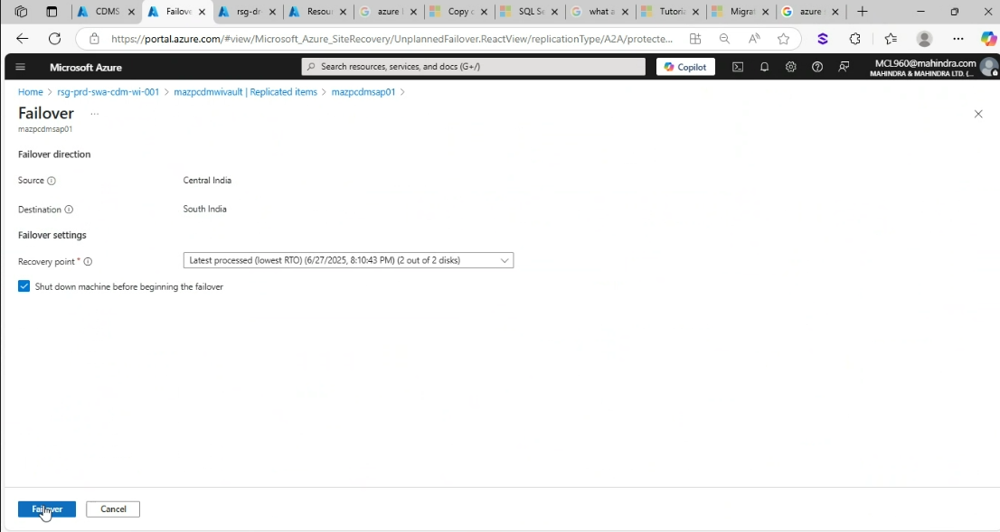 CDMS
Failove
rsg-dr
Resour
azure
Copy c
SQL Se
what a
Tutoria
Migrat
azure
https://portal.azure.com/#view/Microsoft_Azure_SiteRecovery/UnplannedFailover.ReactView/replicationType/A2A/protecte...
Microsoft Azure
Search resources, services, and docs (G+/)
Copilot
MCL960@mahindra.com
MAHINDRA & MAHINDRA LTD. (...
Home > rsg-prd-swa-cdm-wi-001 > mazpcdmwivault | Replicated items > mazpcdmsap01 >
Failover ...
mazpcdmsap01
Failover direction
Source
Central India
Destination
South India
Failover settings
Recovery point *
Latest processed (lowest RTO) (6/27/2025, 8:10:43 PM) (2 out of 2 disks)
Shut down machine before beginning the failover
Failover
Cancel